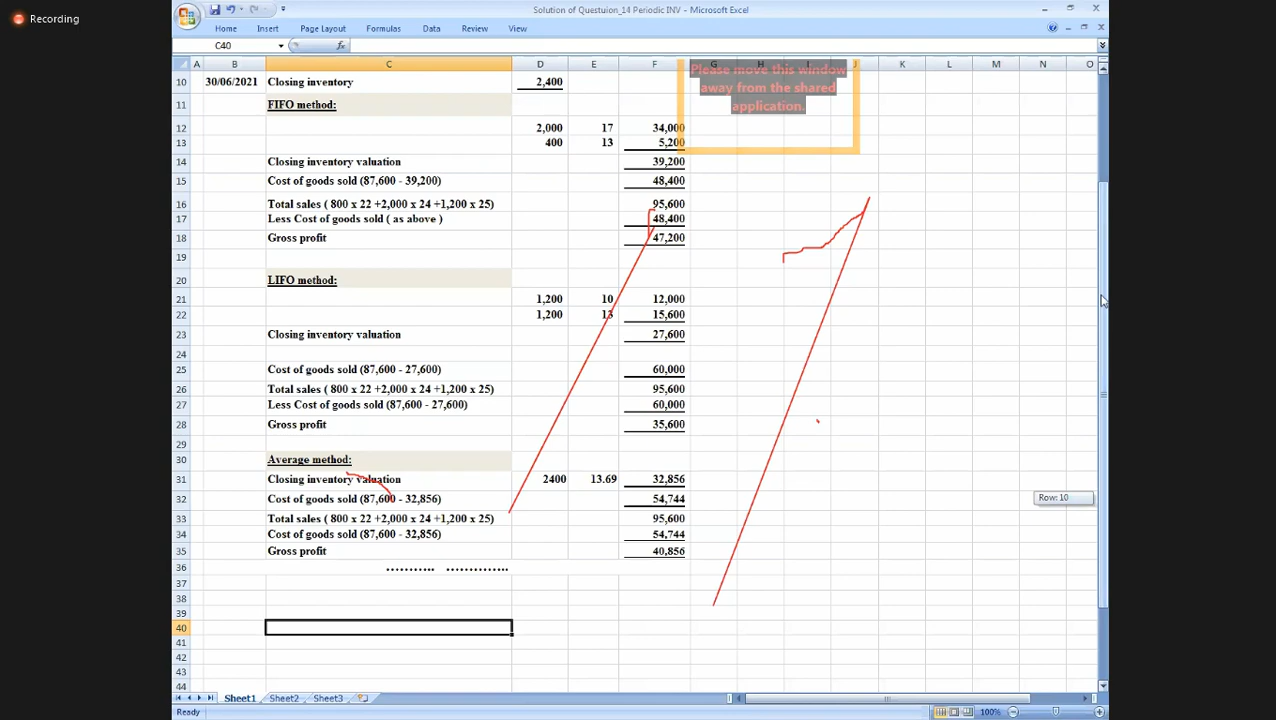 Recording
Solution of Questuion_14 Periodic INV - Microsoft Excel
Home Insert Page Layout Formulas Data Review View
C40 fx
A B C D E F G H I J K L M N O
Please move this window
away from the shared
application.
10 30/06/2021 Closing inventory 2,400
11 FIFO method:
12 2,000 17 34,000
13 400 13 5,200
14 Closing inventory valuation 39,200
15 Cost of goods sold (87,600 - 39,200) 48,400
16 Total sales ( 800 x 22 +2,000 x 24 +1,200 x 25) 95,600
17 Less Cost of goods sold ( as above ) 48,400
18 Gross profit 47,200
19
20 LIFO method:
21 1,200 10 12,000
22 1,200 13 15,600
23 Closing inventory valuation 27,600
24
25 Cost of goods sold (87,600 - 27,600) 60,000
26 Total sales ( 800 x 22 +2,000 x 24 +1,200 x 25) 95,600
27 Less Cost of goods sold (87,600 - 27,600) 60,000
28 Gross profit 35,600
29
30 Average method:
31 Closing inventory valuation 2400 13.69 32,856
32 Cost of goods sold (87,600 - 32,856) 54,744
33 Total sales ( 800 x 22 +2,000 x 24 +1,200 x 25) 95,600
34 Cost of goods sold (87,600 - 32,856) 54,744
35 Gross profit 40,856
36 ……….. …………..
37
38
39
40
41
42
43
44
Row: 10
Sheet1 Sheet2 Sheet3
Ready 100%